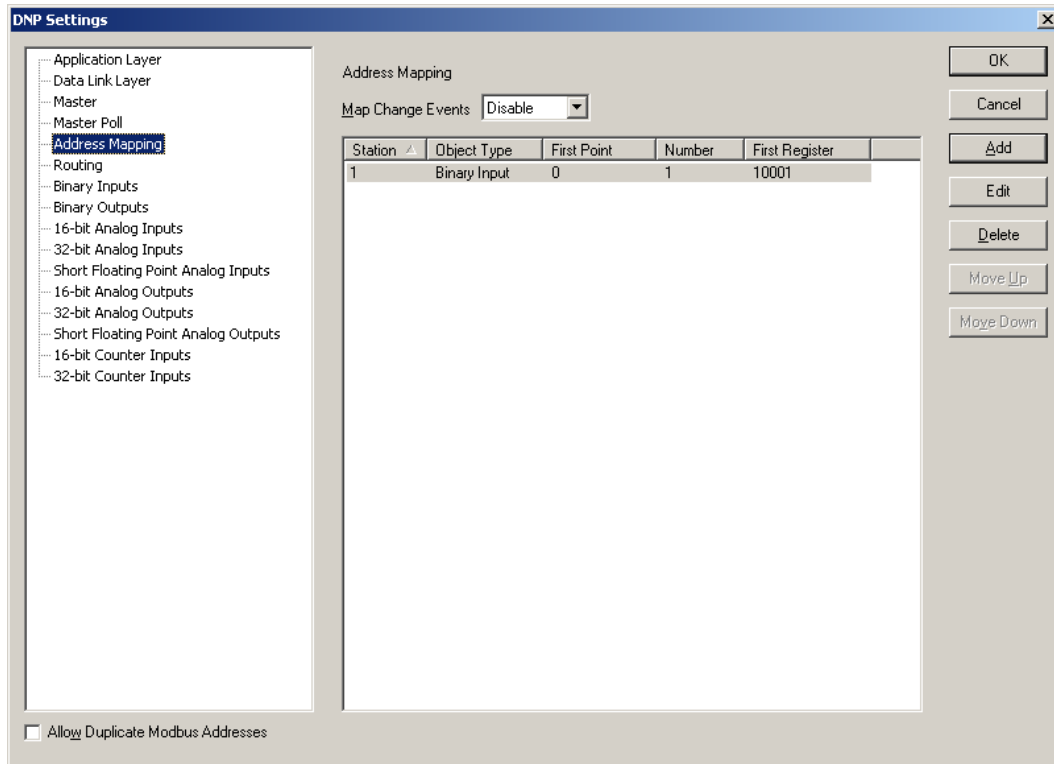 DNP Settings
Application Layer
Data Link Layer
Master
Master Poll
Address Mapping
Routing
Binary Inputs
Binary Outputs
16-bit Analog Inputs
32-bit Analog Inputs
Short Floating Point Analog Inputs
16-bit Analog Outputs
32-bit Analog Outputs
Short Floating Point Analog Outputs
16-bit Counter Inputs
32-bit Counter Inputs
Allow Duplicate Modbus Addresses
Address Mapping
Map Change Events Disable
Station Object Type First Point Number First Register
1 Binary Input 0 1 10001
OK
Cancel
Add
Edit
Delete
Move Up
Move Down